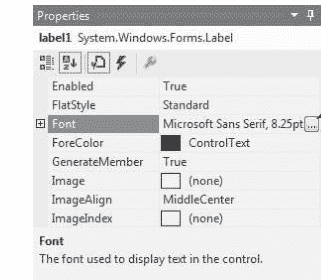 Properties
label1 System.Windows.Forms.Label
Enabled True
FlatStyle Standard
Font Microsoft Sans Serif, 8.25pt ...
ForeColor ControlText
GenerateMember True
Image (none)
ImageAlign MiddleCenter
ImageIndex (none)
Font
The font used to display text in the control.